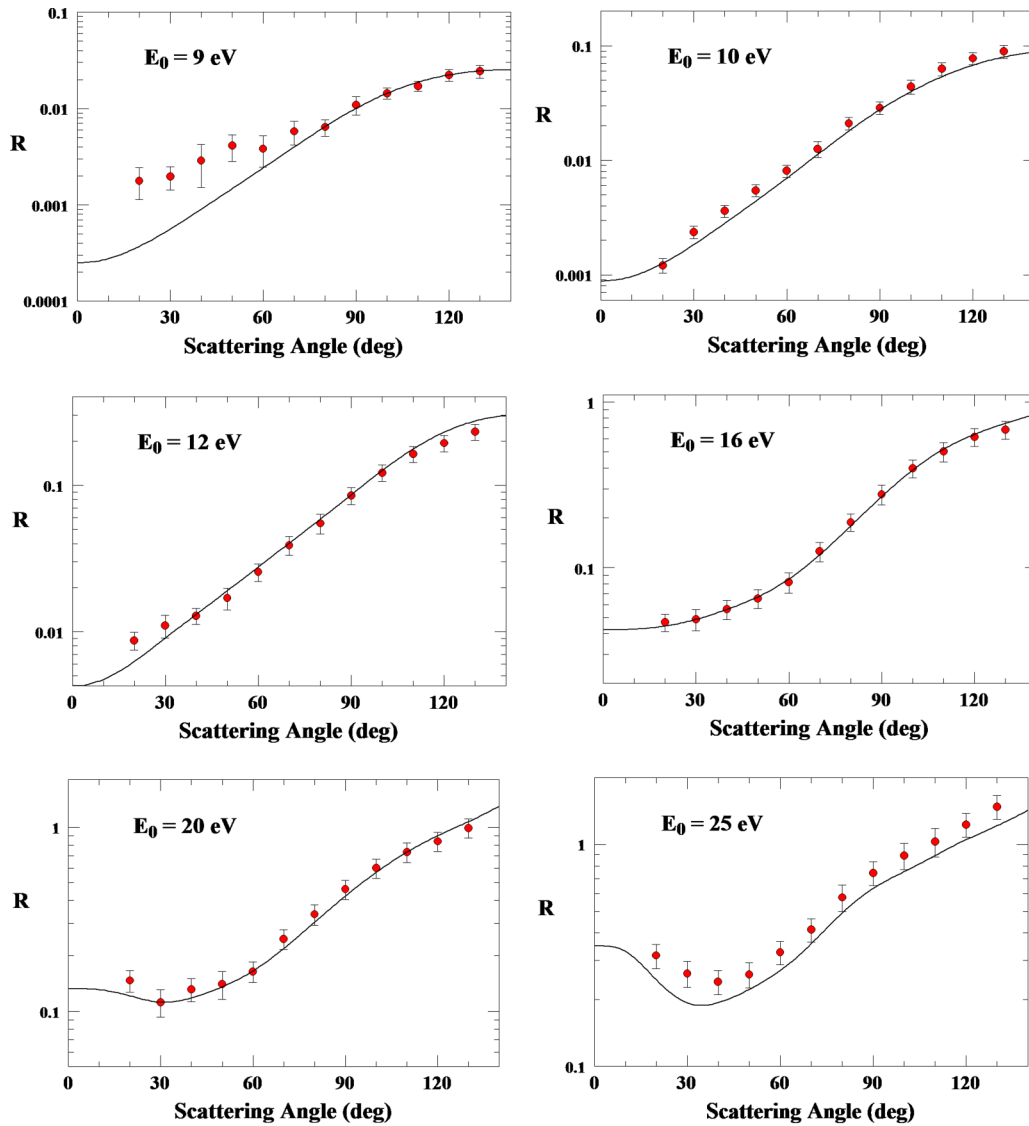 0.1
E0 = 9 eV
0.01
R
0.001
0.0001
0 30 60 90 120
Scattering Angle (deg)
0.1
E0 = 10 eV
R
0.01
0.001
0 30 60 90 120
Scattering Angle (deg)
E0 = 12 eV
0.1
R
0.01
0 30 60 90 120
Scattering Angle (deg)
1
E0 = 16 eV
R
0.1
0 30 60 90 120
Scattering Angle (deg)
E0 = 20 eV
1
R
0.1
0 30 60 90 120
Scattering Angle (deg)
E0 = 25 eV
1
R
0.1
0 30 60 90 120
Scattering Angle (deg)